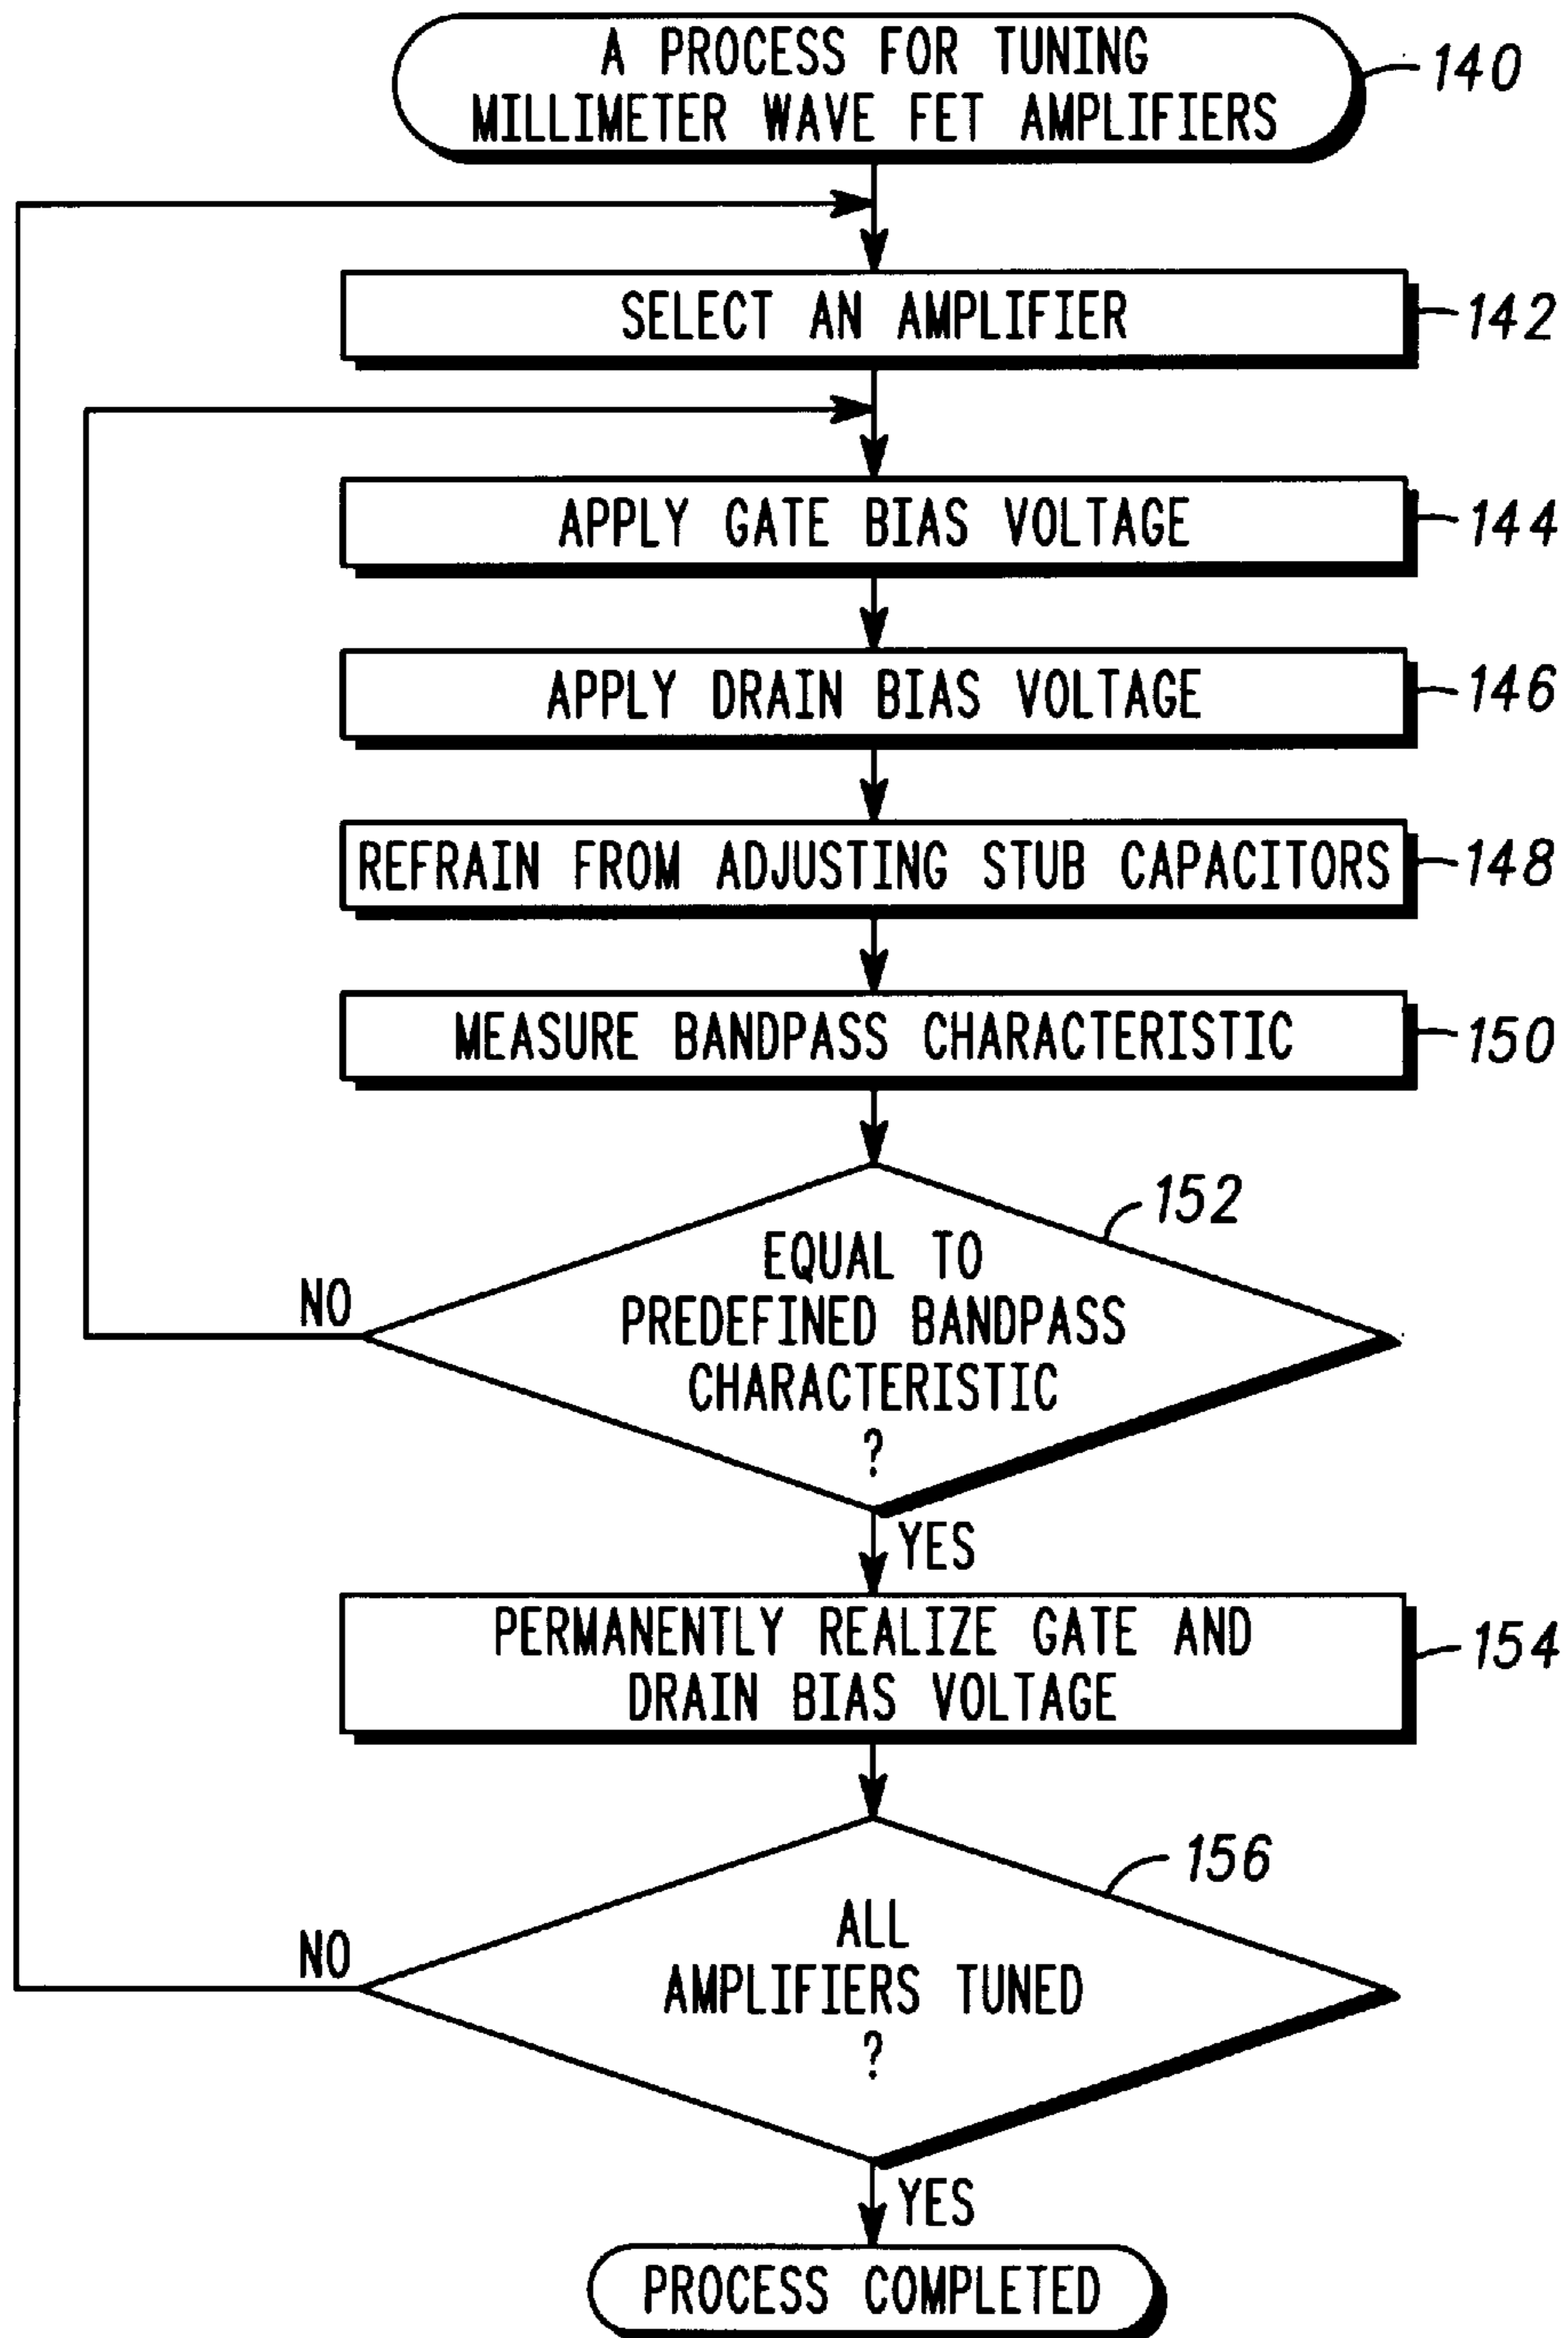 A PROCESS FOR TUNING
MILLIMETER WAVE FET AMPLIFIERS
140
SELECT AN AMPLIFIER
142
APPLY GATE BIAS VOLTAGE
144
APPLY DRAIN BIAS VOLTAGE
146
REFRAIN FROM ADJUSTING STUB CAPACITORS
148
MEASURE BANDPASS CHARACTERISTIC
150
152
EQUAL TO
PREDEFINED BANDPASS
CHARACTERISTIC
?
NO
YES
PERMANENTLY REALIZE GATE AND
DRAIN BIAS VOLTAGE
154
156
ALL
AMPLIFIERS TUNED
?
NO
YES
PROCESS COMPLETED